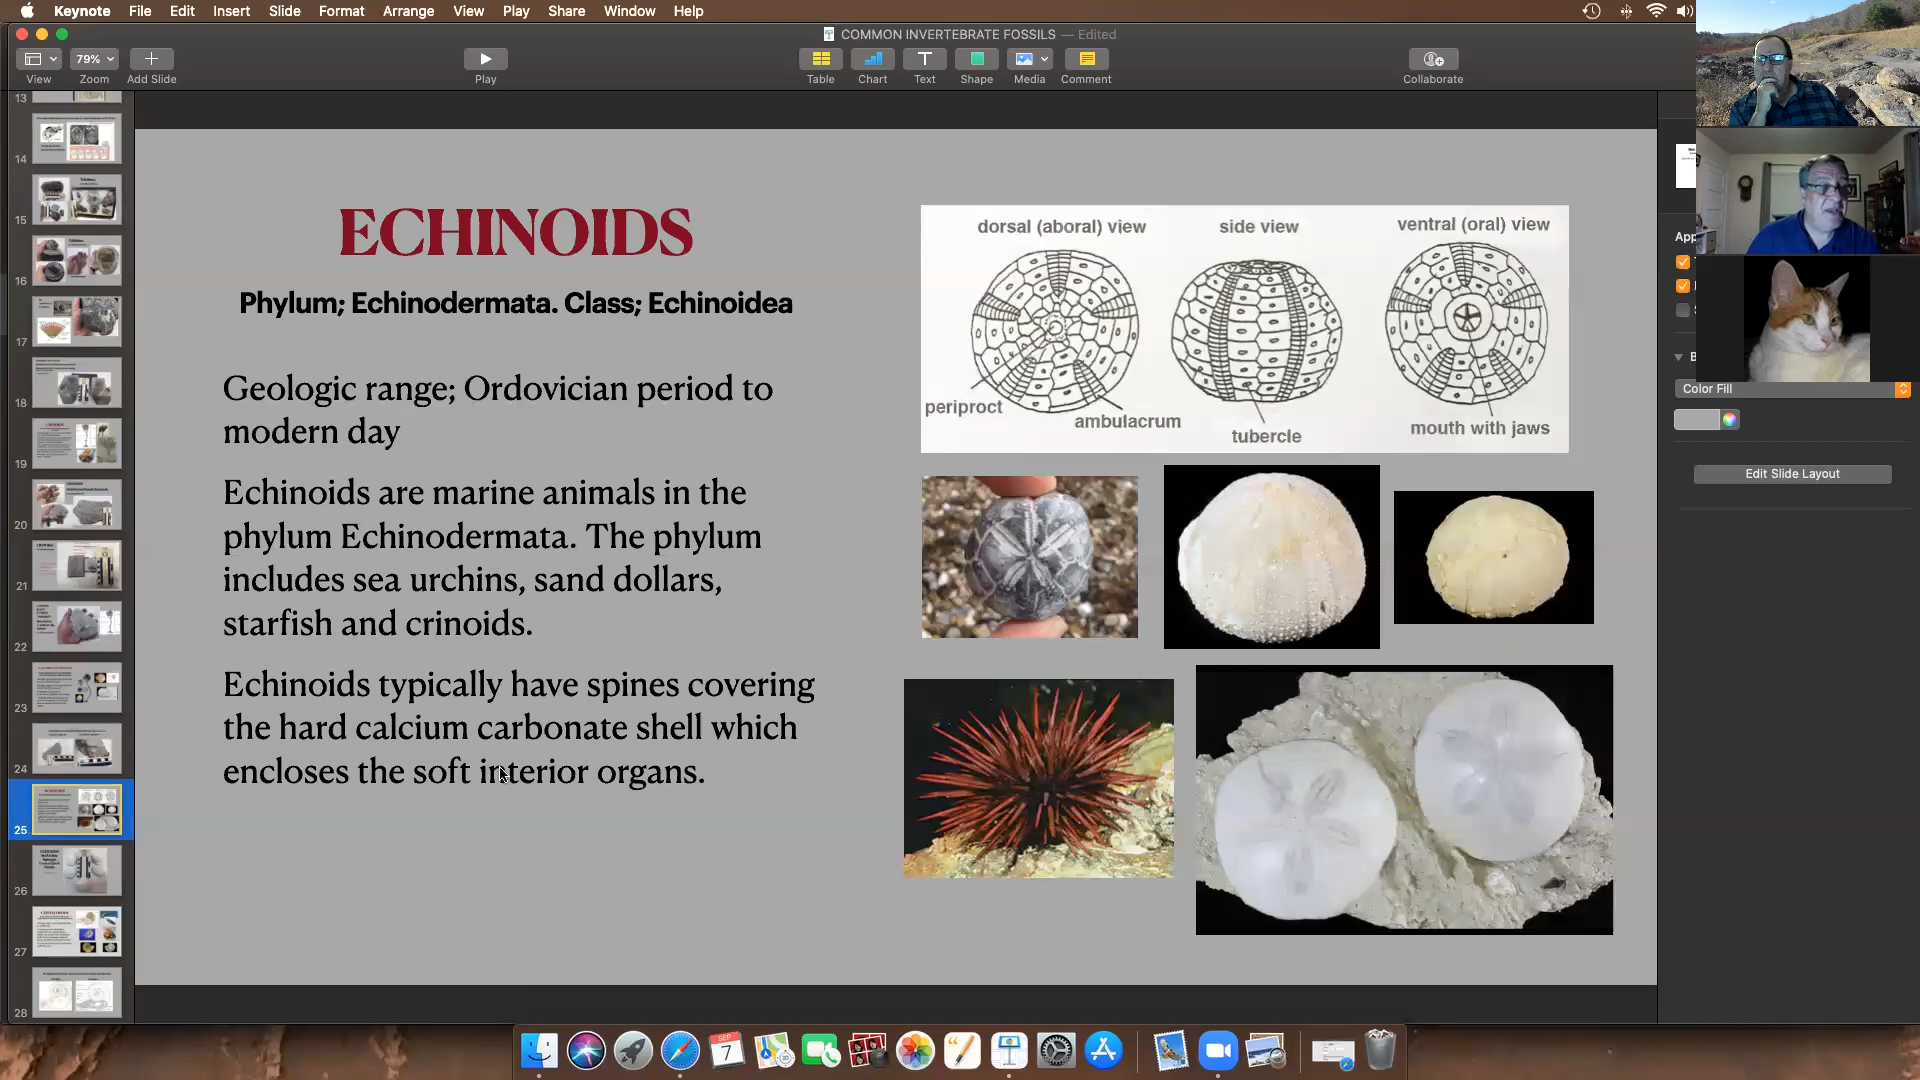 Keynote File Edit Insert Slide Format Arrange View Play Share Window Help
COMMON INVERTEBRATE FOSSILS — Edited
79%
View Zoom Add Slide Play Table Chart Text Shape Media Comment Collaborate
13
14
15
16
17
18
19
20
21
22
23
24
25
26
27
28
ECHINOIDS
Phylum; Echinodermata. Class; Echinoidea
Geologic range; Ordovician period to
modern day
Echinoids are marine animals in the
phylum Echinodermata. The phylum
includes sea urchins, sand dollars,
starfish and crinoids.
Echinoids typically have spines covering
the hard calcium carbonate shell which
encloses the soft interior organs.
dorsal (aboral) view side view ventral (oral) view
periproct
ambulacrum
tubercle
mouth with jaws
App
B
Color Fill
Edit Slide Layout
SEP
7